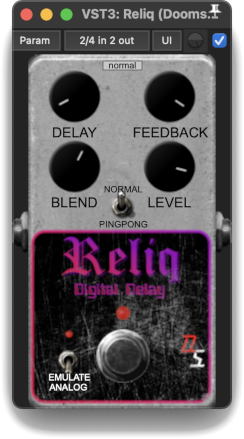 VST3: Reliq (Dooms...
Param
2/4 in 2 out
UI
normal
DELAY
FEEDBACK
BLEND
NORMAL
LEVEL
PINGPONG
Reliq
Digital Delay
DS
EMULATE
ANALOG